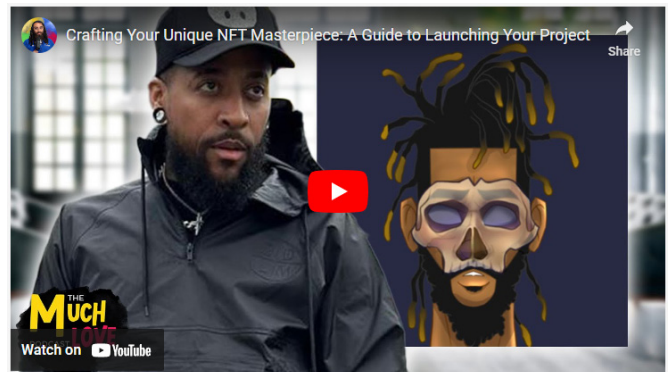 Crafting Your Unique NFT Masterpiece: A Guide to Launching Your Project
Share
THE
MUCH
LOVE
Watch on YouTube